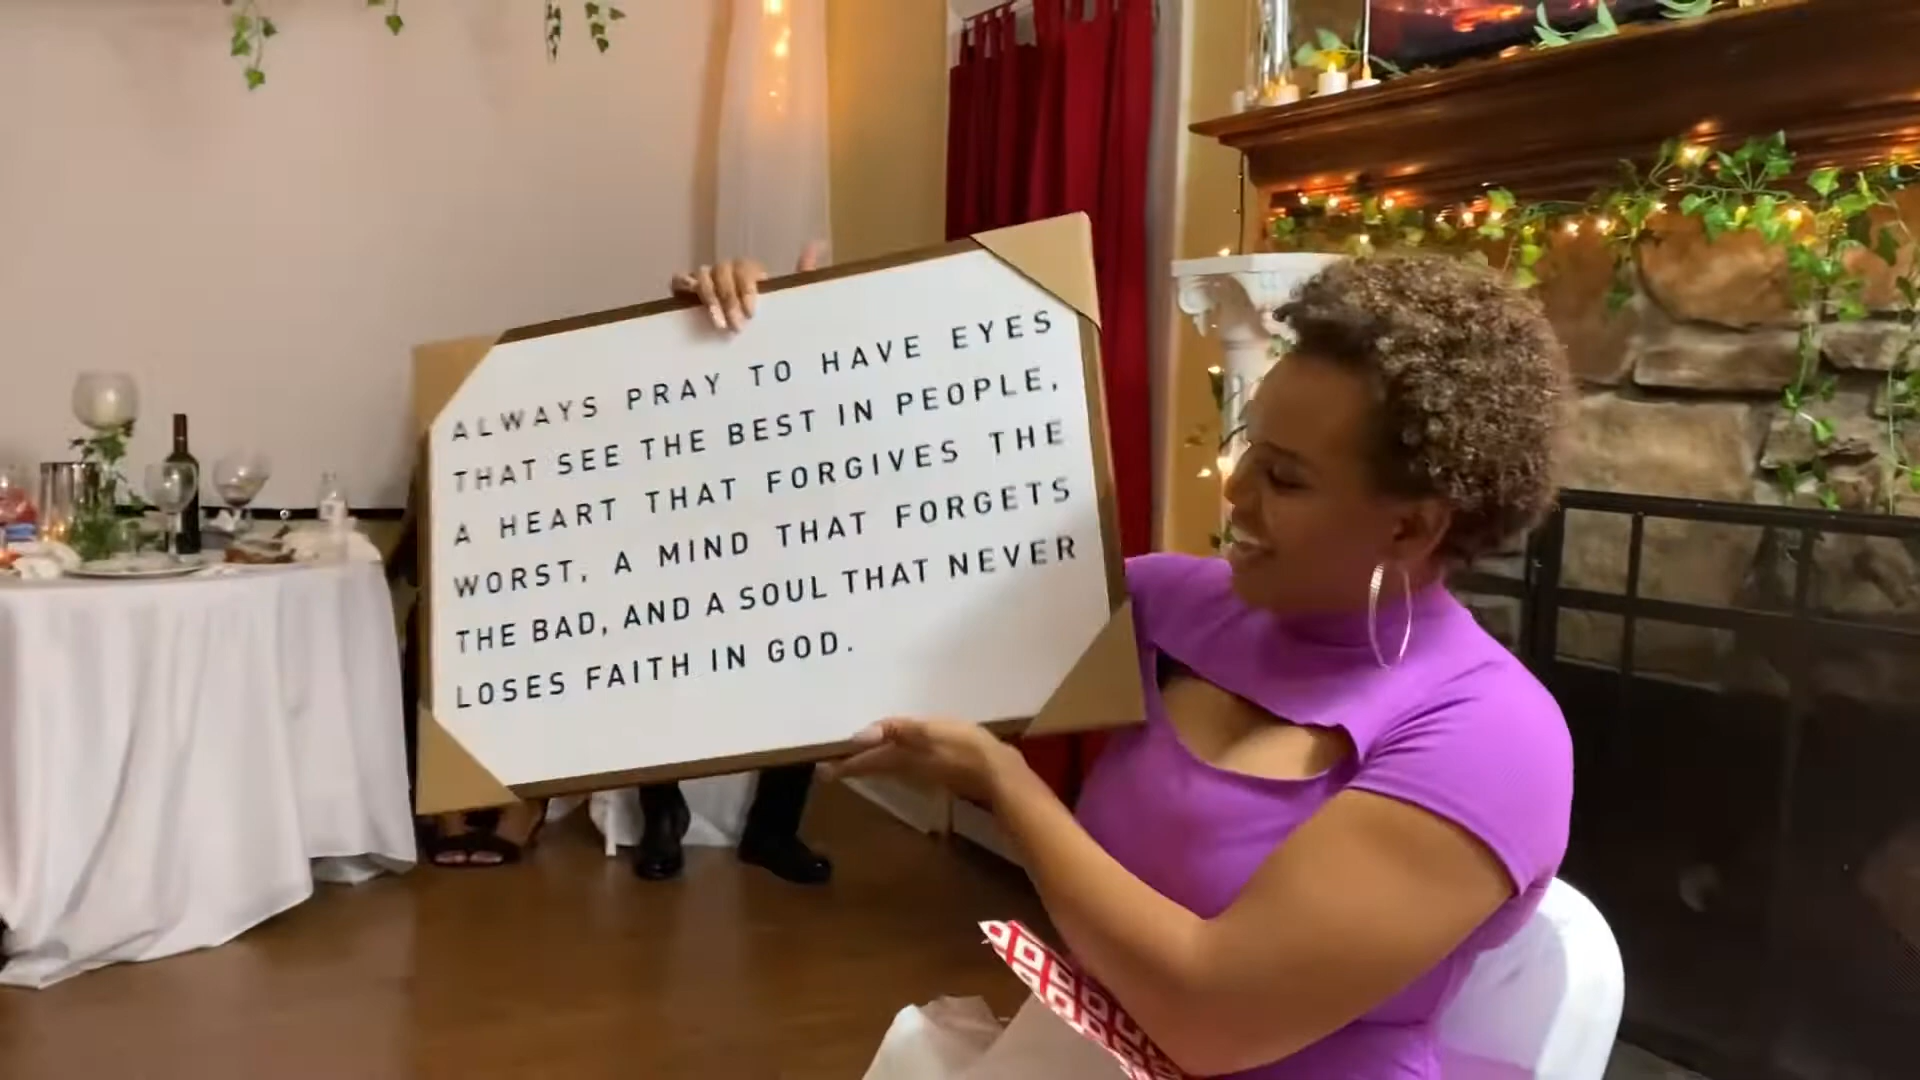 ALWAYS PRAY TO HAVE EYES
THAT SEE THE BEST IN PEOPLE,
A HEART THAT FORGIVES THE
WORST, A MIND THAT FORGETS
THE BAD, AND A SOUL THAT NEVER
LOSES FAITH IN GOD.